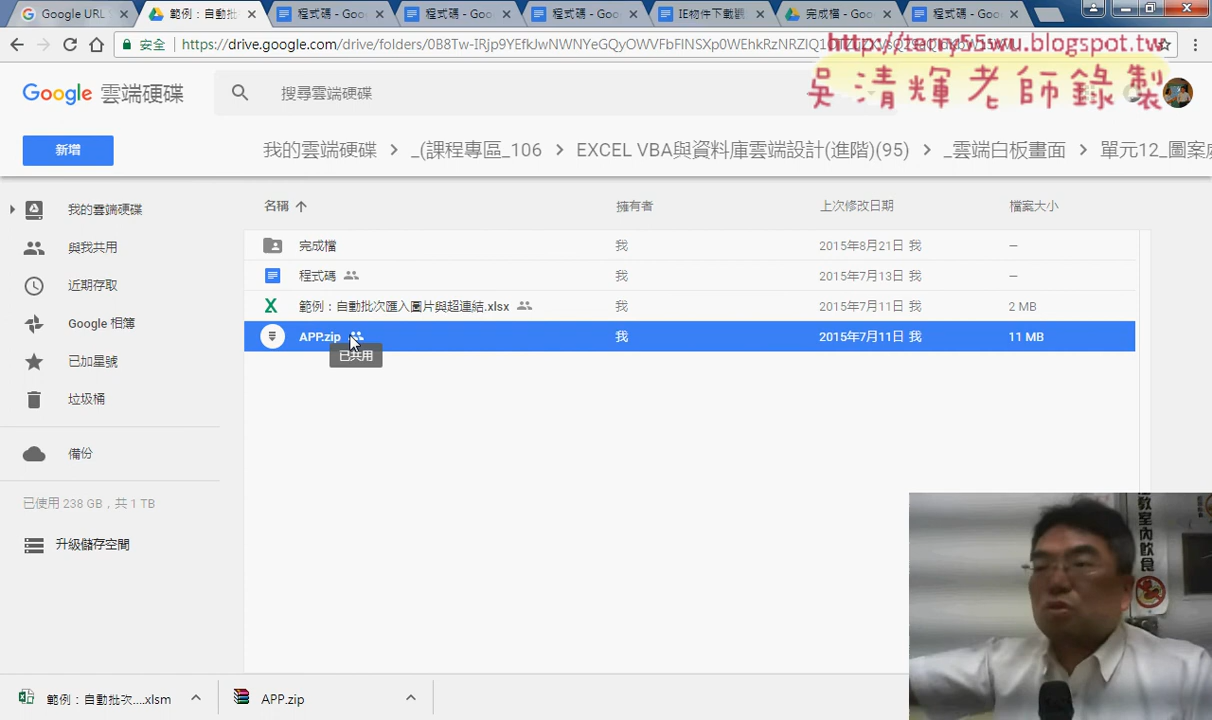 Google URL
範例：自動批
程式碼 - Goo
程式碼 - Goo
程式碼 - Goo
IE物件下載
完成檔 - Goo
程式碼 - Goo
安全
http://terry55wu.blogspot.tw
吳清輝老師錄製
Google 雲端硬碟
搜尋雲端硬碟
新增
我的雲端硬碟 > _(課程專區_106 > EXCEL VBA與資料庫雲端設計(進階)(95) > _雲端白板畫面 > 單元12_圖案處
名稱 ↑ 擁有者 上次修改日期 檔案大小
完成檔 我 2015年8月21日 我 –
程式碼 我 2015年7月13日 我 –
範例：自動批次匯入圖片與超連結.xlsx 我 2015年7月11日 我 2 MB
APP.zip 我 2015年7月11日 我 11 MB
已共用
我的雲端硬碟
與我共用
近期存取
Google 相簿
已加星號
垃圾桶
備份
已使用 238 GB，共 1 TB
升級儲存空間
教室內飲食
範例：自動批次....xlsm
APP.zip